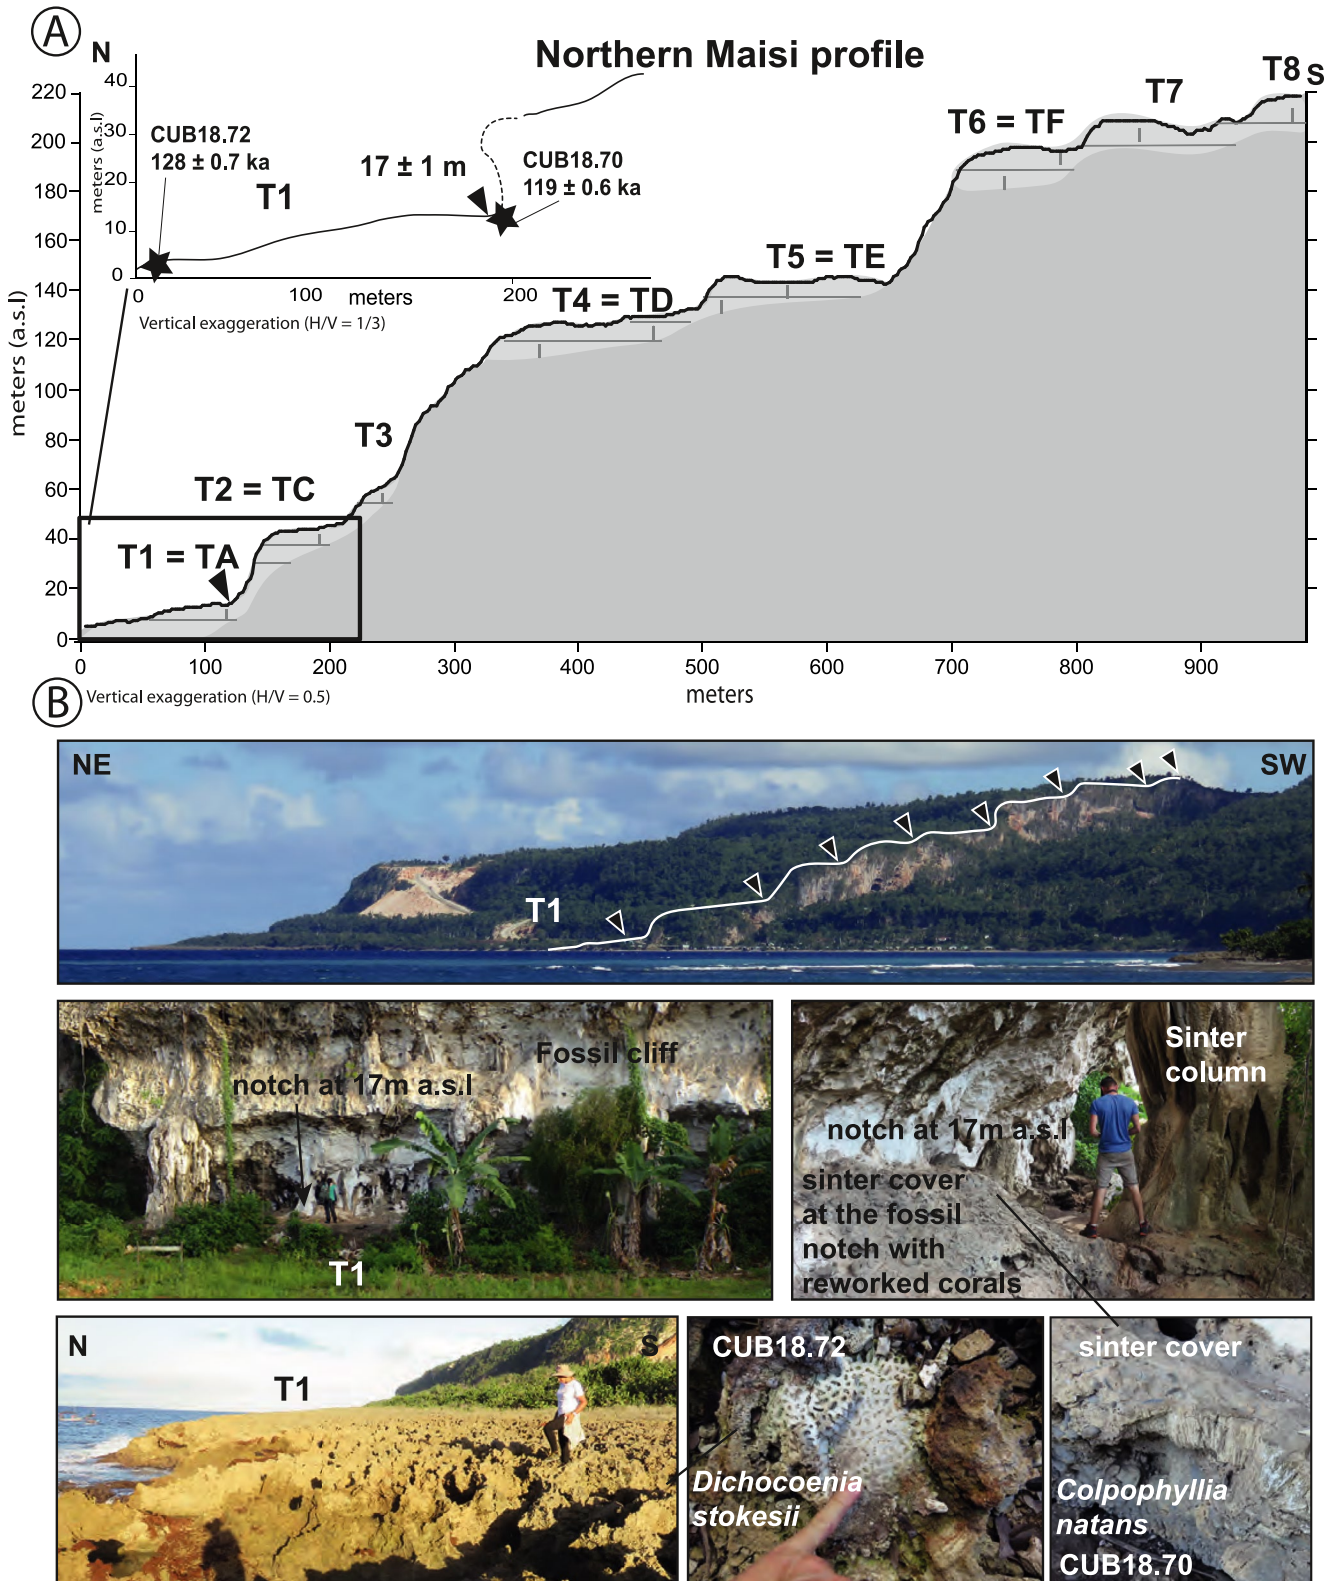 A
N
Northern Maisi profile
T8 S
T7
T6 = TF
T5 = TE
T4 = TD
T3
T2 = TC
T1 = TA
CUB18.72
128 ± 0.7 ka
T1
17 ± 1 m
CUB18.70
119 ± 0.6 ka
meters (a.s.l)
40
30
20
10
0
0 100 meters 200
Vertical exaggeration (H/V = 1/3)
meters (a.s.l)
220
200
180
160
140
120
100
80
60
40
20
0
0 100 200 300 400 500 600 700 800 900
meters
B
Vertical exaggeration (H/V = 0.5)
NE
SW
T1
Fossil cliff
notch at 17m a.s.l
T1
Sinter
column
notch at 17m a.s.l
sinter cover
at the fossil
notch with
reworked corals
N
S
T1
CUB18.72
Dichocoenia
stokesii
sinter cover
Colpophyllia
natans
CUB18.70